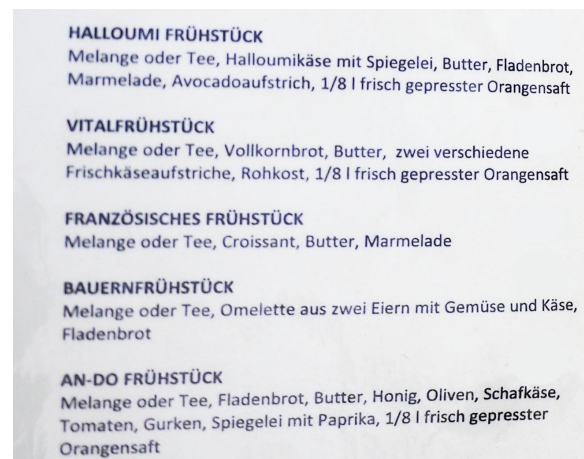 HALLOUMI FRÜHSTÜCK
Melange oder Tee, Halloumikäse mit Spiegelei, Butter, Fladenbrot,
Marmelade, Avocadoaufstrich, 1/8 l frisch gepresster Orangensaft
VITALFRÜHSTÜCK
Melange oder Tee, Vollkornbrot, Butter, zwei verschiedene
Frischkäseaufstriche, Rohkost, 1/8 l frisch gepresster Orangensaft
FRANZÖSISCHES FRÜHSTÜCK
Melange oder Tee, Croissant, Butter, Marmelade
BAUERNFRÜHSTÜCK
Melange oder Tee, Omelette aus zwei Eiern mit Gemüse und Käse,
Fladenbrot
AN-DO FRÜHSTÜCK
Melange oder Tee, Fladenbrot, Butter, Honig, Oliven, Schafkäse,
Tomaten, Gurken, Spiegelei mit Paprika, 1/8 l frisch gepresster
Orangensaft